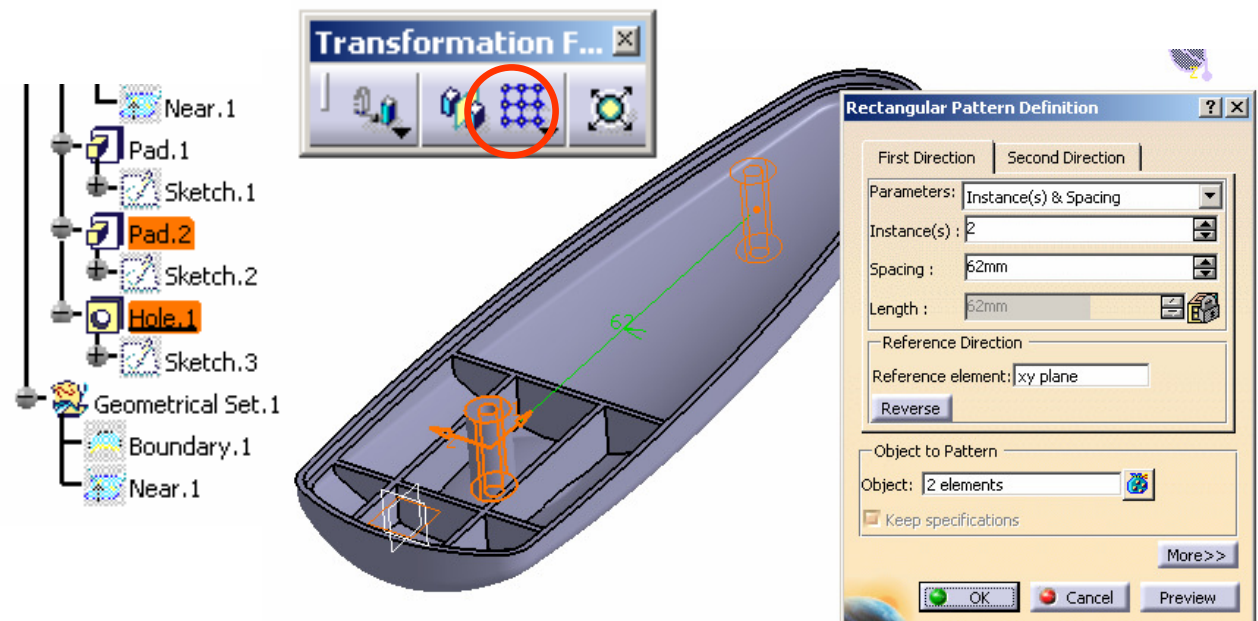 Near.1
Pad.1
Sketch.1
Pad.2
Sketch.2
Hole.1
Sketch.3
Geometrical Set.1
Boundary.1
Near.1
Transformation F...
62
z
Rectangular Pattern Definition
First Direction
Second Direction
Parameters: Instance(s) & Spacing
Instance(s) : 2
Spacing : 62mm
Length : 62mm
Reference Direction
Reference element: xy plane
Reverse
Object to Pattern
Object: 2 elements
Keep specifications
More>>
OK Cancel Preview